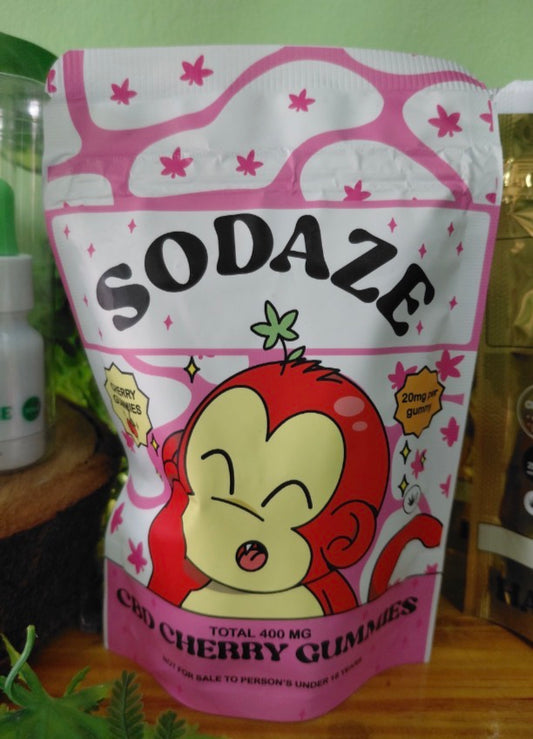 SODAZE
CHERRY
GUMMIES
20mg per
gummy
TOTAL 400 MG
CBD CHERRY GUMMIES
NOT FOR SALE TO PERSON'S UNDER 18 YEARS